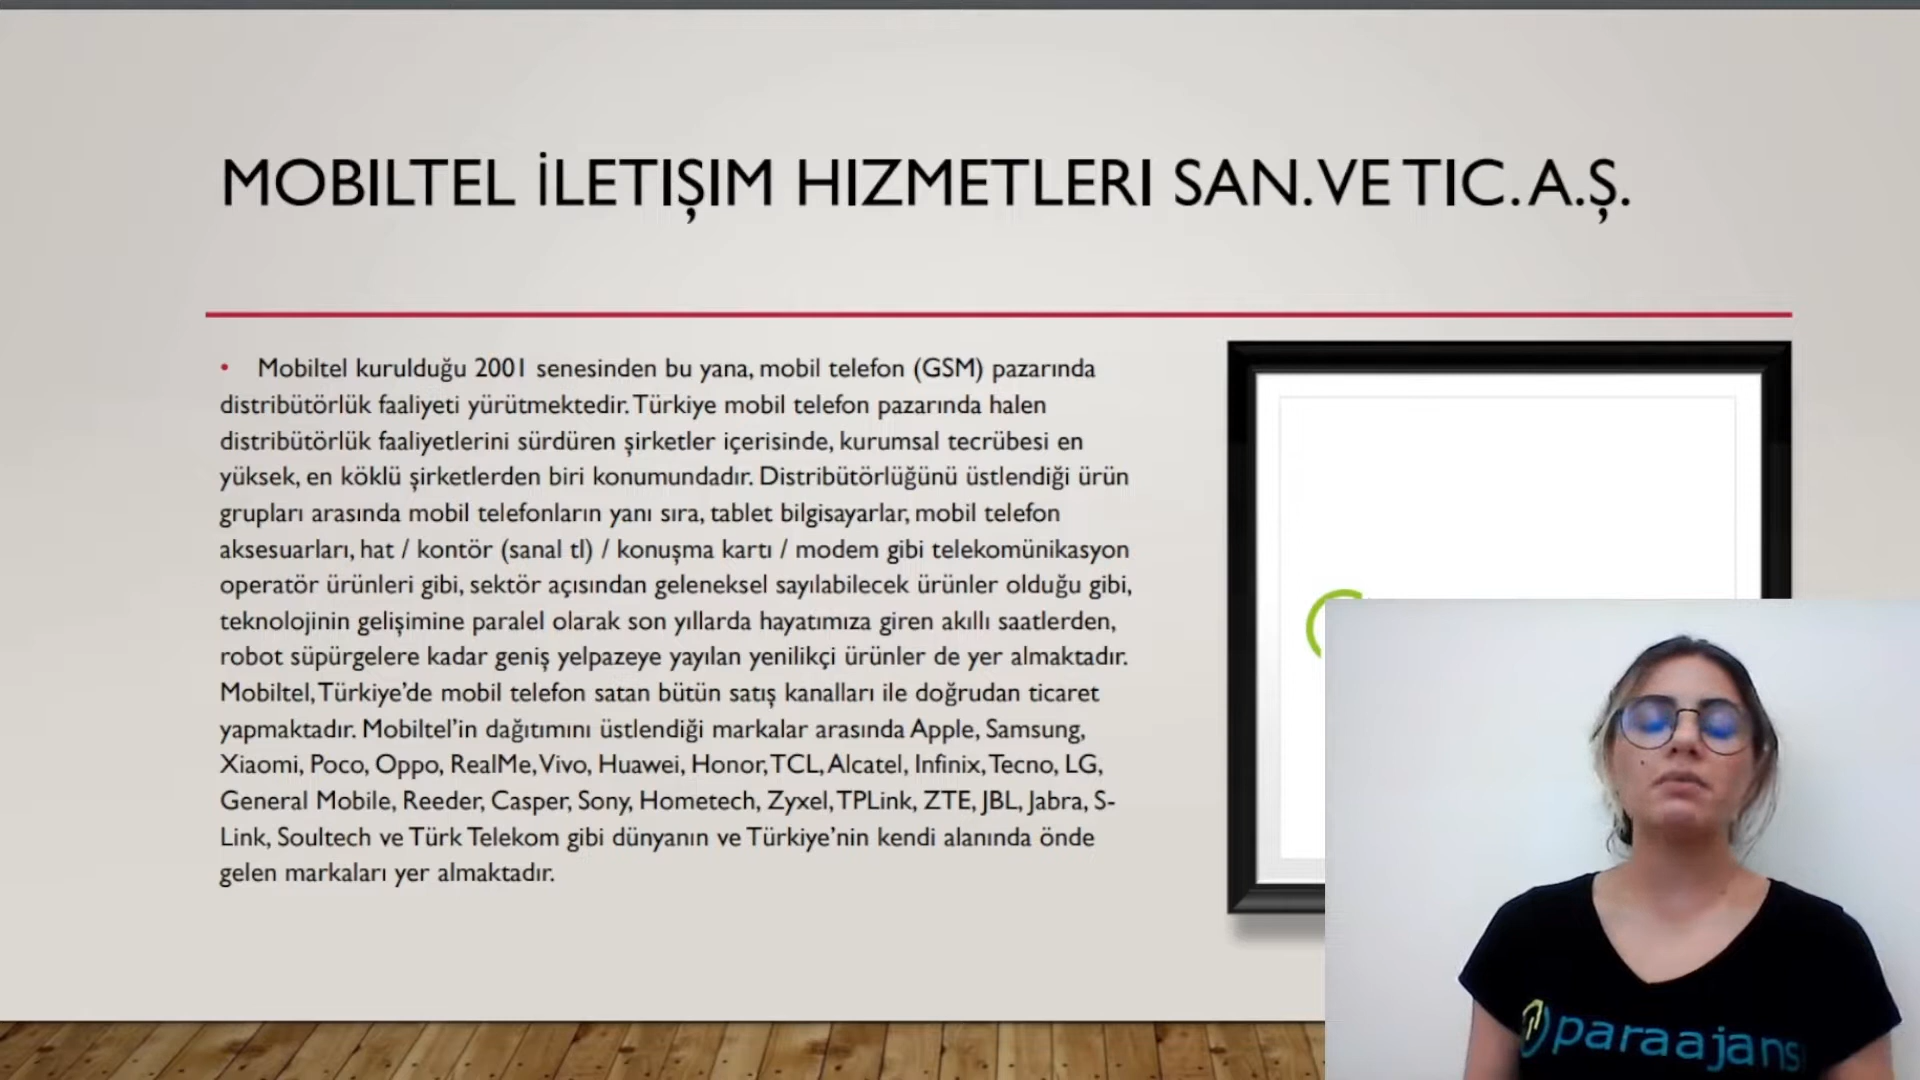 MOBILTEL İLETIŞIM HIZMETLERI SAN. VE TIC. A.Ş.
• Mobiltel kurulduğu 2001 senesinden bu yana, mobil telefon (GSM) pazarında
distribütörlük faaliyeti yürütmektedir. Türkiye mobil telefon pazarında halen
distribütörlük faaliyetlerini sürdüren şirketler içerisinde, kurumsal tecrübesi en
yüksek, en köklü şirketlerden biri konumundadır. Distribütörlüğünü üstlendiği ürün
grupları arasında mobil telefonların yanı sıra, tablet bilgisayarlar, mobil telefon
aksesuarları, hat / kontör (sanal tl) / konuşma kartı / modem gibi telekomünikasyon
operatör ürünleri gibi, sektör açısından geleneksel sayılabilecek ürünler olduğu gibi,
teknolojinin gelişimine paralel olarak son yıllarda hayatımıza giren akıllı saatlerden,
robot süpürgelere kadar geniş yelpazeye yayılan yenilikçi ürünler de yer almaktadır.
Mobiltel, Türkiye’de mobil telefon satan bütün satış kanalları ile doğrudan ticaret
yapmaktadır. Mobiltel’in dağıtımını üstlendiği markalar arasında Apple, Samsung,
Xiaomi, Poco, Oppo, RealMe, Vivo, Huawei, Honor, TCL, Alcatel, Infinix, Tecno, LG,
General Mobile, Reeder, Casper, Sony, Hometech, Zyxel, TPLink, ZTE, JBL, Jabra, S-
Link, Soultech ve Türk Telekom gibi dünyanın ve Türkiye’nin kendi alanında önde
gelen markaları yer almaktadır.
paraajansı